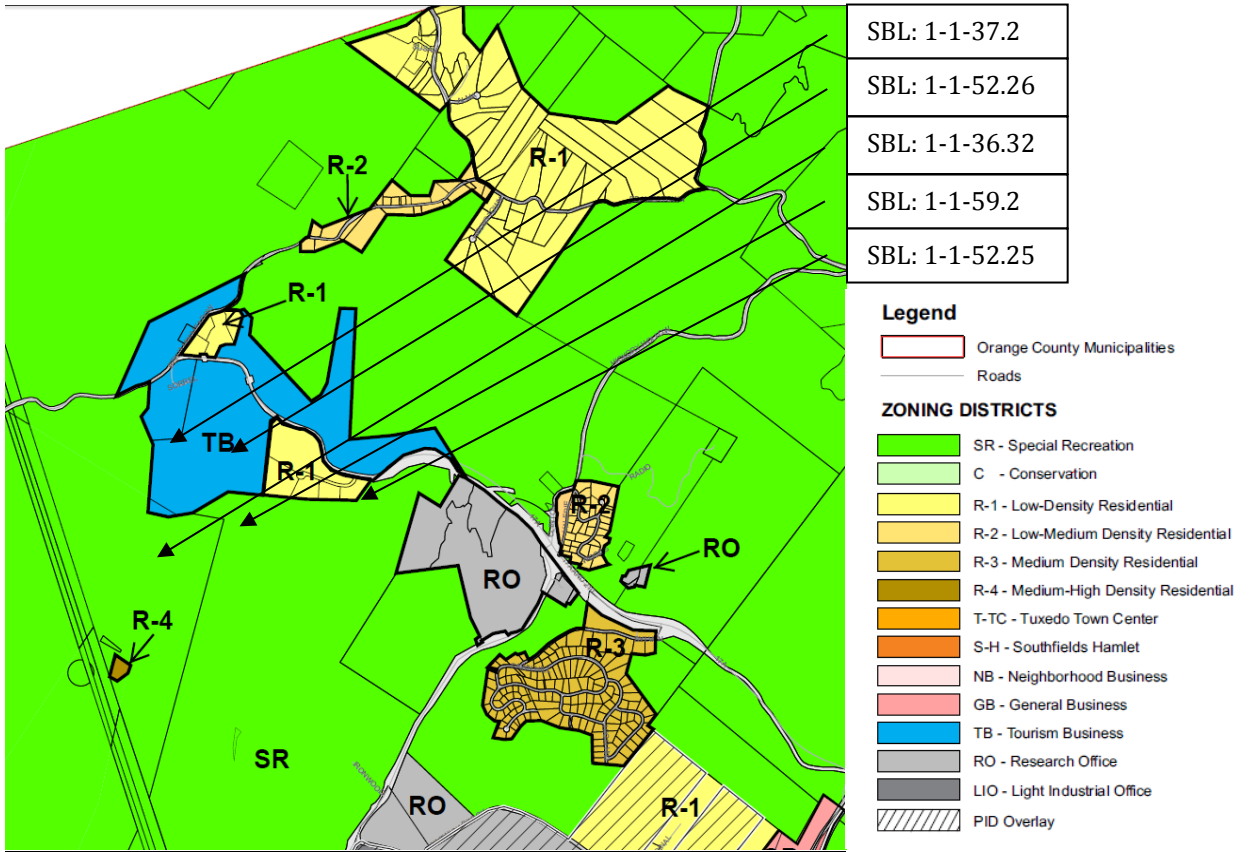 SBL: 1-1-37.2
SBL: 1-1-52.26
SBL: 1-1-36.32
SBL: 1-1-59.2
SBL: 1-1-52.25
R-1
R-2
R-1
TB
R-1
R-2
RO
RO
R-4
R-3
SR
RO
R-1
RADIO
Legend
Orange County Municipalities
Roads
ZONING DISTRICTS
SR - Special Recreation
C - Conservation
R-1 - Low-Density Residential
R-2 - Low-Medium Density Residential
R-3 - Medium Density Residential
R-4 - Medium-High Density Residential
T-TC - Tuxedo Town Center
S-H - Southfields Hamlet
NB - Neighborhood Business
GB - General Business
TB - Tourism Business
RO - Research Office
LIO - Light Industrial Office
PID Overlay